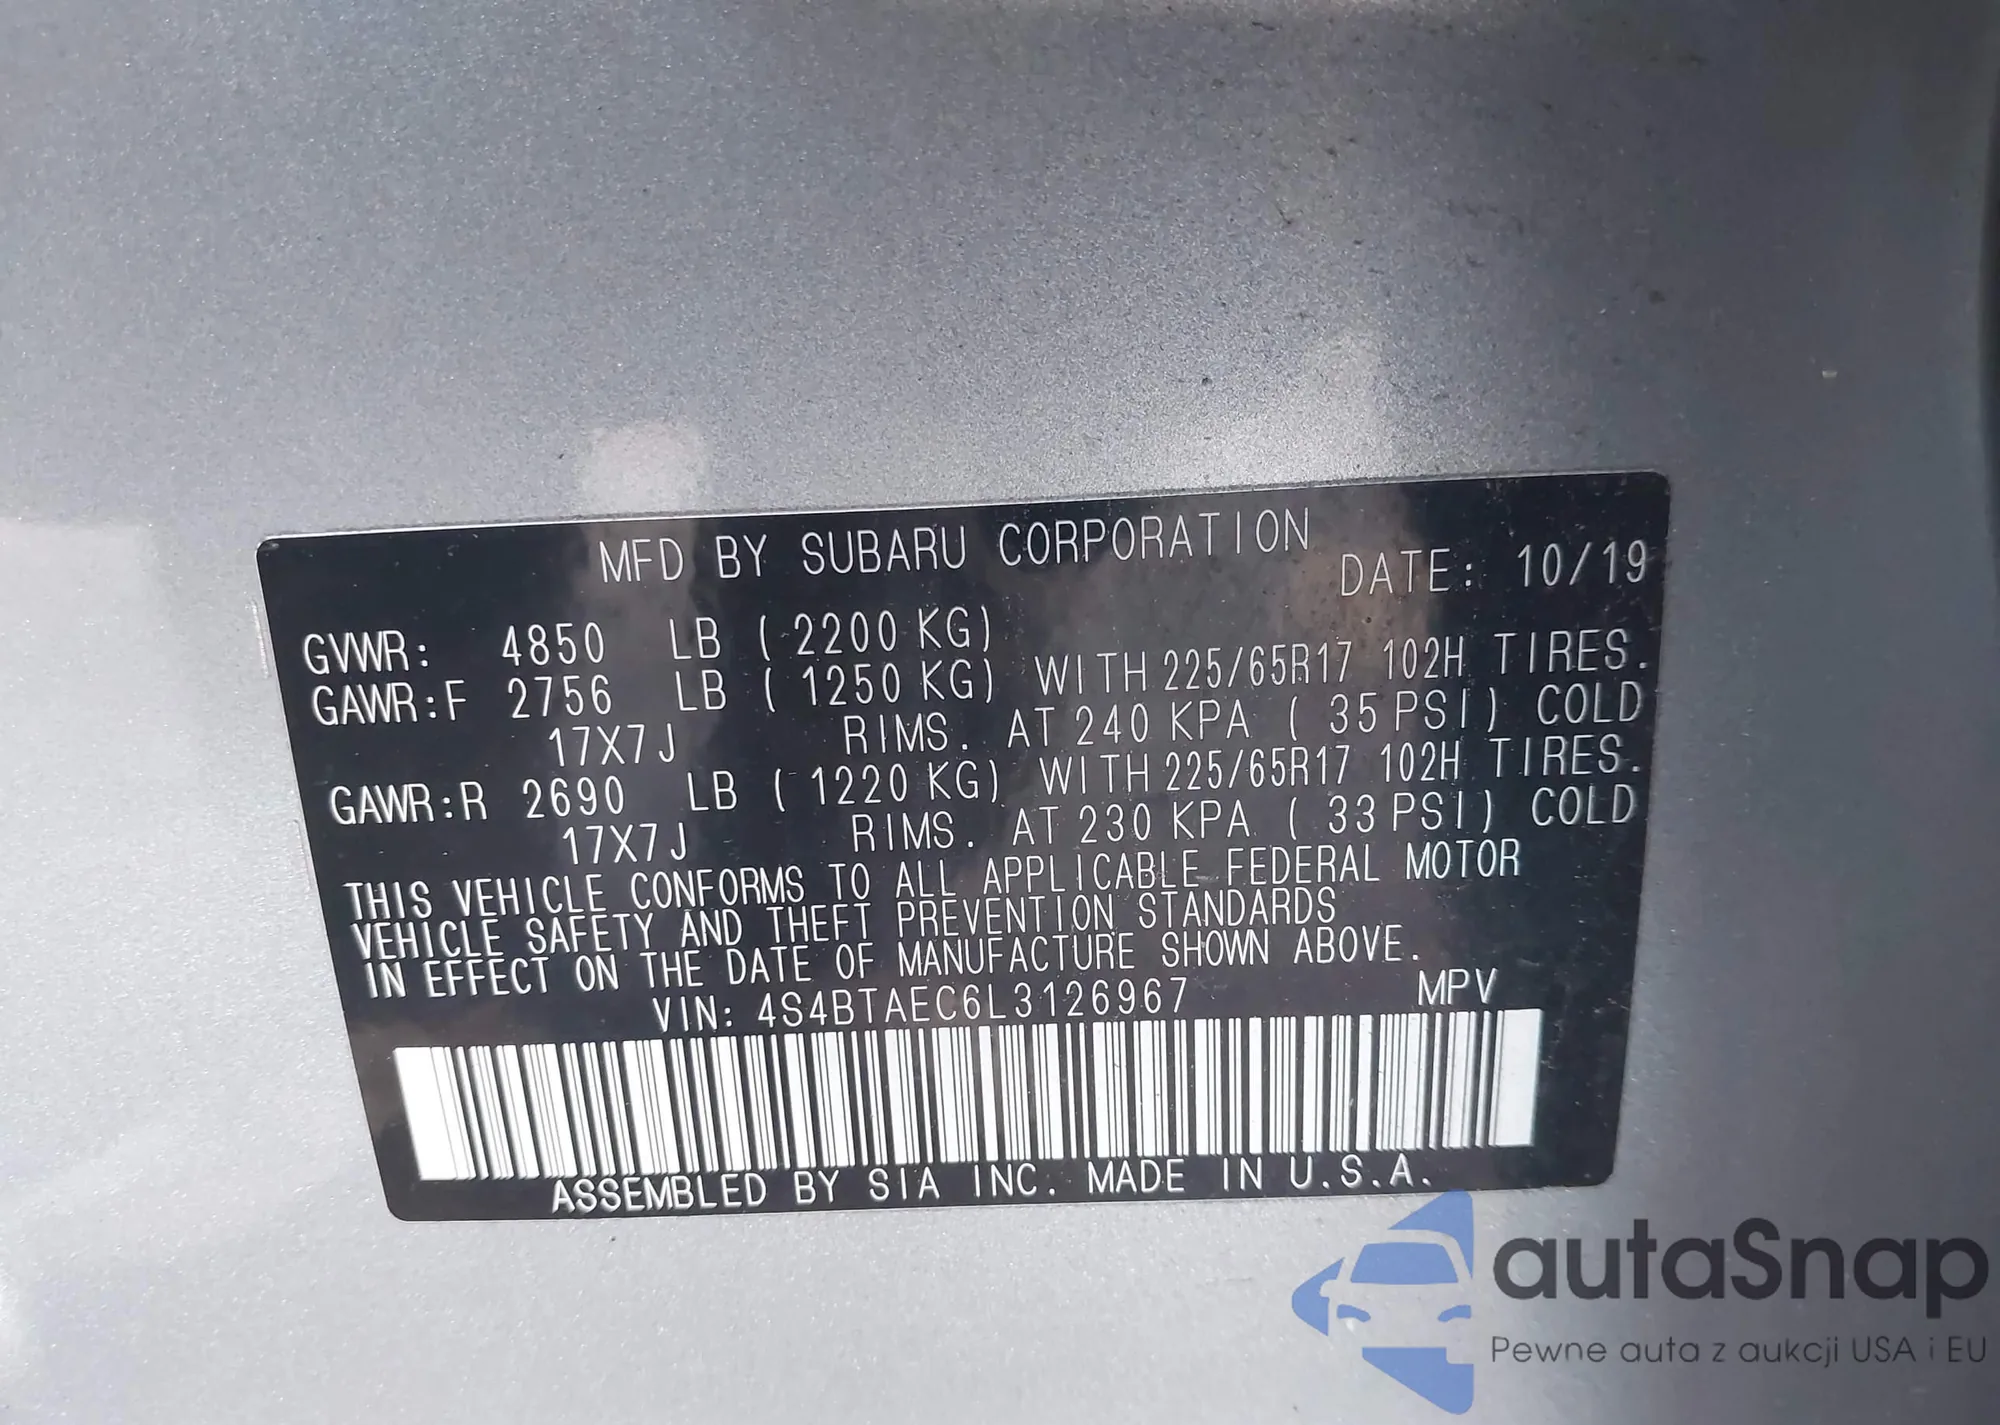 MFD BY SUBARU CORPORATION
DATE: 10/19
GVWR: 4850 LB ( 2200 KG)
GAWR:F 2756 LB ( 1250 KG) WITH 225/65R17 102H TIRES.
17X7J RIMS. AT 240 KPA ( 35 PSI) COLD
GAWR:R 2690 LB ( 1220 KG) WITH 225/65R17 102H TIRES.
17X7J RIMS. AT 230 KPA ( 33 PSI) COLD
THIS VEHICLE CONFORMS TO ALL APPLICABLE FEDERAL MOTOR
VEHICLE SAFETY AND THEFT PREVENTION STANDARDS
IN EFFECT ON THE DATE OF MANUFACTURE SHOWN ABOVE.
VIN: 4S4BTAEC6L3126967 MPV
ASSEMBLED BY SIA INC. MADE IN U.S.A.
autaSnap
Pewne auta z aukcji USA i EU